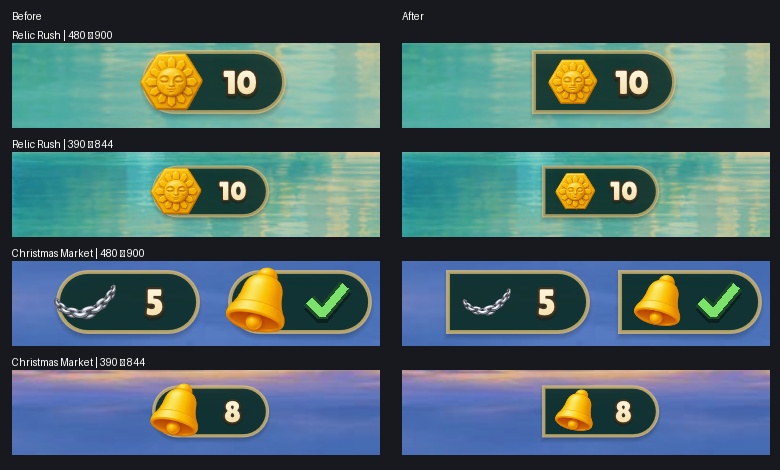 Before After
Relic Rush | 480 900
10 10
Relic Rush | 390 844
10 10
Christmas Market | 480 900
5 5
Christmas Market | 390 844
8 8